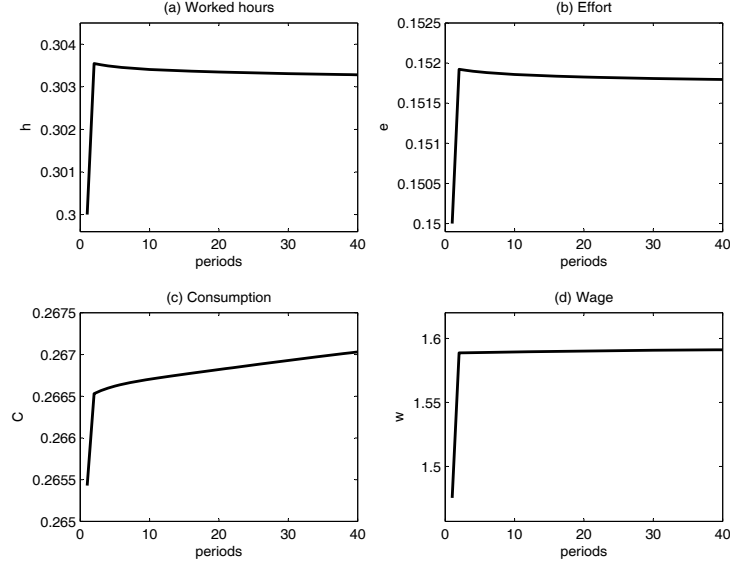 (a) Worked hours
0.304
0.303
0.302
0.301
0.3
h
0 10 20 30 40
periods
(b) Effort
0.1525
0.152
0.1515
0.151
0.1505
0.15
e
0 10 20 30 40
periods
(c) Consumption
0.2675
0.267
0.2665
0.266
0.2655
0.265
C
0 10 20 30 40
periods
(d) Wage
1.6
1.55
1.5
w
0 10 20 30 40
periods